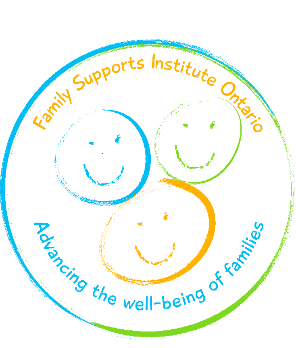 Family Supports Institute Ontario
Advancing the well-being of families